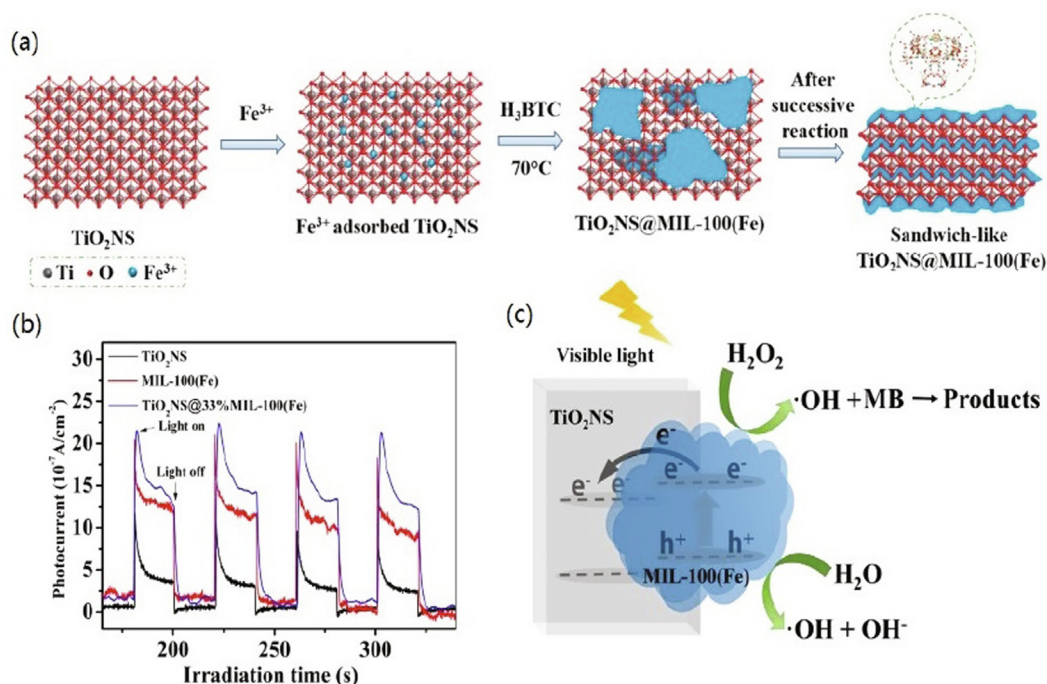 (a)
Fe³⁺
H₃BTC
70°C
After
successive
reaction
TiO₂NS
Fe³⁺ adsorbed TiO₂NS
TiO₂NS@MIL-100(Fe)
Sandwich-like
TiO₂NS@MIL-100(Fe)
Ti O Fe³⁺
(b)
TiO₂NS
MIL-100(Fe)
TiO₂NS@33%MIL-100(Fe)
Light on
Light off
Photocurrent (10⁻⁷ A/cm⁻²)
30
25
20
15
10
5
0
200 250 300
Irradiation time (s)
(c)
Visible light
TiO₂NS
H₂O₂
·OH + MB → Products
e⁻
e⁻ e⁻
e⁻ e⁻
h⁺ h⁺
MIL-100(Fe)
H₂O
·OH + OH⁻